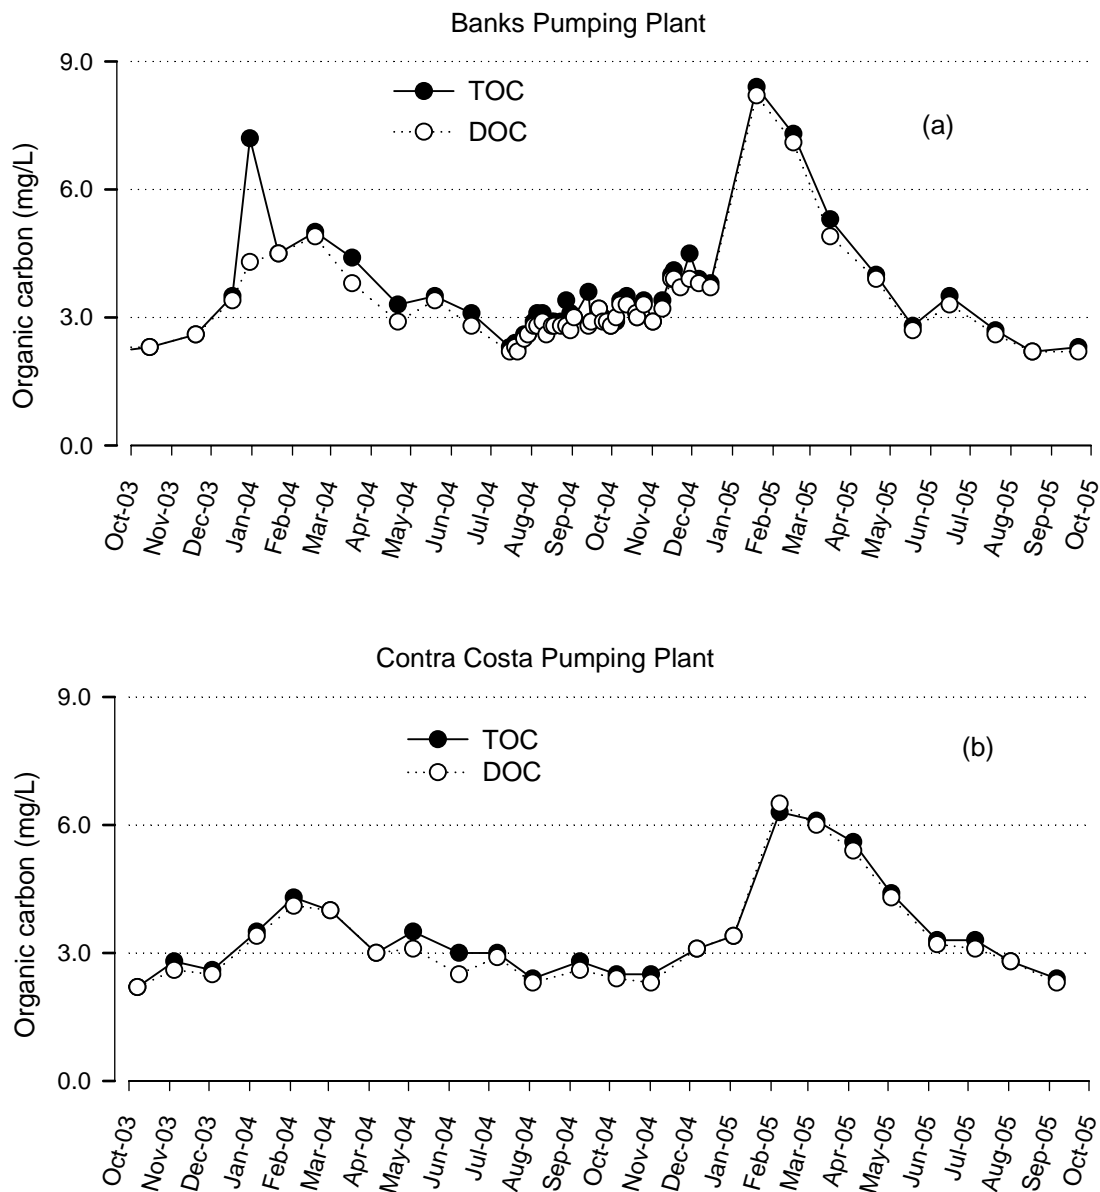 Banks Pumping Plant
9.0
TOC
(a)
DOC
Organic carbon (mg/L)
6.0
3.0
0.0
Oct-03 Nov-03 Dec-03 Jan-04 Feb-04 Mar-04 Apr-04 May-04 Jun-04 Jul-04 Aug-04 Sep-04 Oct-04 Nov-04 Dec-04 Jan-05 Feb-05 Mar-05 Apr-05 May-05 Jun-05 Jul-05 Aug-05 Sep-05 Oct-05
Contra Costa Pumping Plant
9.0
TOC
(b)
DOC
Organic carbon (mg/L)
6.0
3.0
0.0
Oct-03 Nov-03 Dec-03 Jan-04 Feb-04 Mar-04 Apr-04 May-04 Jun-04 Jul-04 Aug-04 Sep-04 Oct-04 Nov-04 Dec-04 Jan-05 Feb-05 Mar-05 Apr-05 May-05 Jun-05 Jul-05 Aug-05 Sep-05 Oct-05